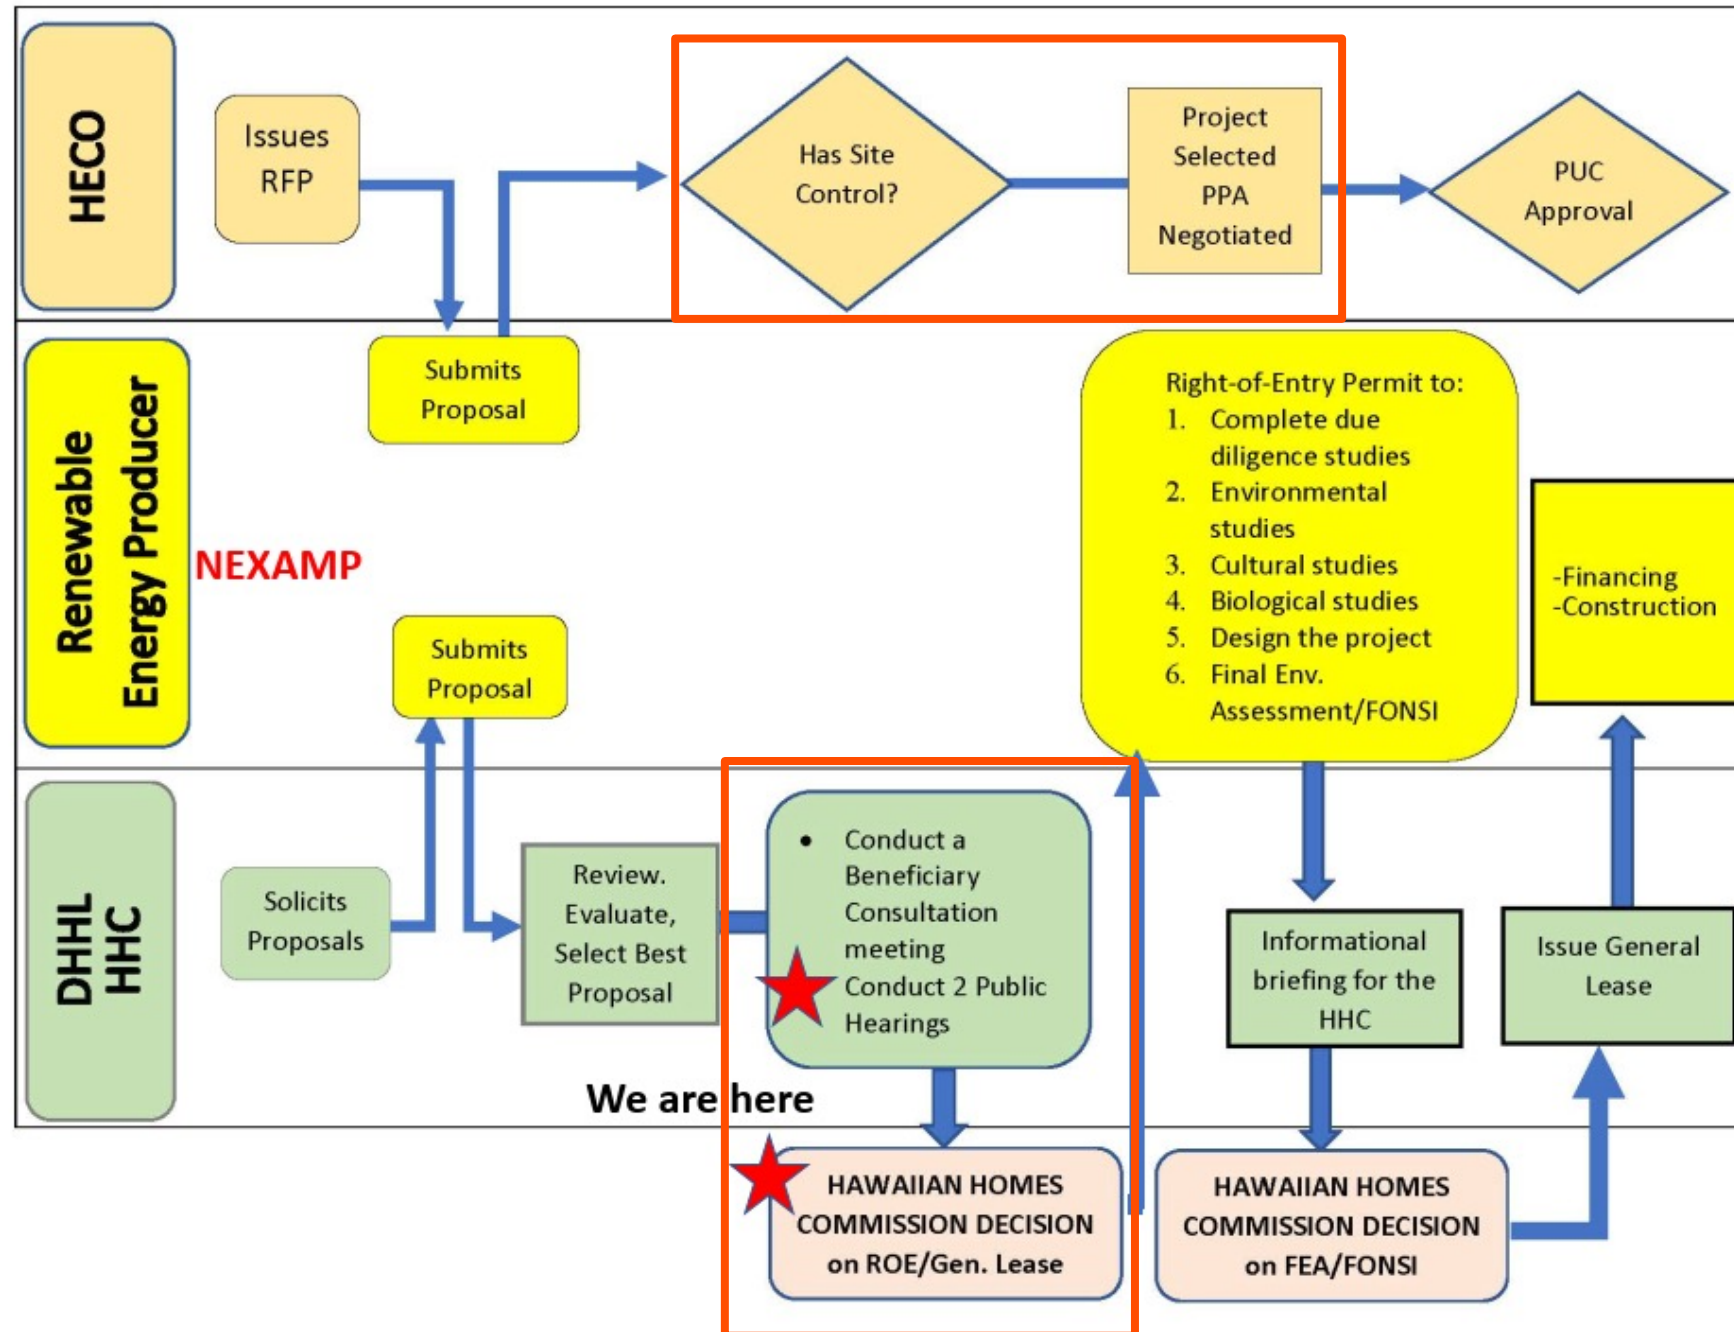 HECO
Issues
RFP
Has Site
Control?
Project
Selected
PPA
Negotiated
PUC
Approval
Renewable
Energy Producer
NEXAMP
Submits
Proposal
Submits
Proposal
Right-of-Entry Permit to:
1. Complete due
diligence studies
2. Environmental
studies
3. Cultural studies
4. Biological studies
5. Design the project
6. Final Env.
Assessment/FONSI
-Financing
-Construction
DHHL
HHC
Solicits
Proposals
Review.
Evaluate,
Select Best
Proposal
• Conduct a
Beneficiary
Consultation
meeting
Conduct 2 Public
Hearings
Informational
briefing for the
HHC
Issue General
Lease
We are here
HAWAIIAN HOMES
COMMISSION DECISION
on ROE/Gen. Lease
HAWAIIAN HOMES
COMMISSION DECISION
on FEA/FONSI